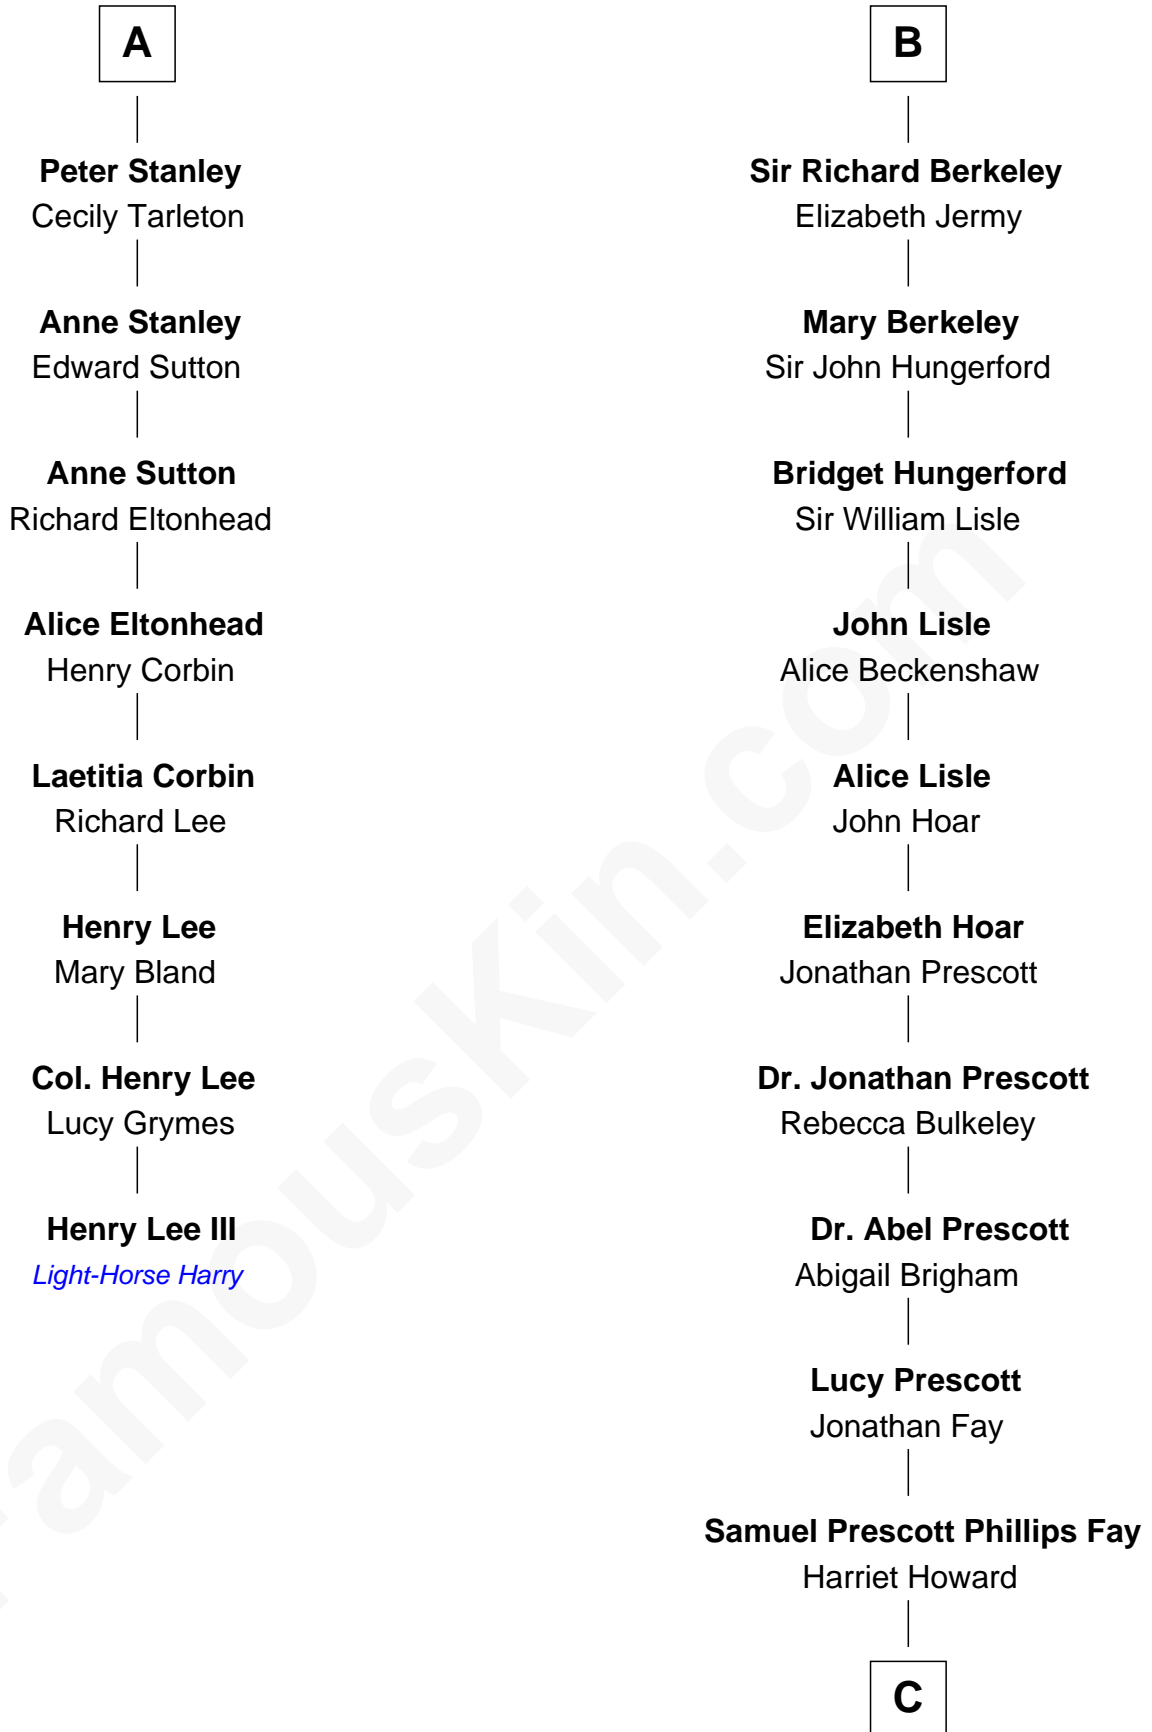 A
Peter Stanley
Cecily Tarleton
Anne Stanley
Edward Sutton
Anne Sutton
Richard Eltonhead
Alice Eltonhead
Henry Corbin
Laetitia Corbin
Richard Lee
Henry Lee
Mary Bland
Col. Henry Lee
Lucy Grymes
Henry Lee III
Light-Horse Harry
B
Sir Richard Berkeley
Elizabeth Jermy
Mary Berkeley
Sir John Hungerford
Bridget Hungerford
Sir William Lisle
John Lisle
Alice Beckenshaw
Alice Lisle
John Hoar
Elizabeth Hoar
Jonathan Prescott
Dr. Jonathan Prescott
Rebecca Bulkeley
Dr. Abel Prescott
Abigail Brigham
Lucy Prescott
Jonathan Fay
Samuel Prescott Phillips Fay
Harriet Howard
C
FamousKin.com